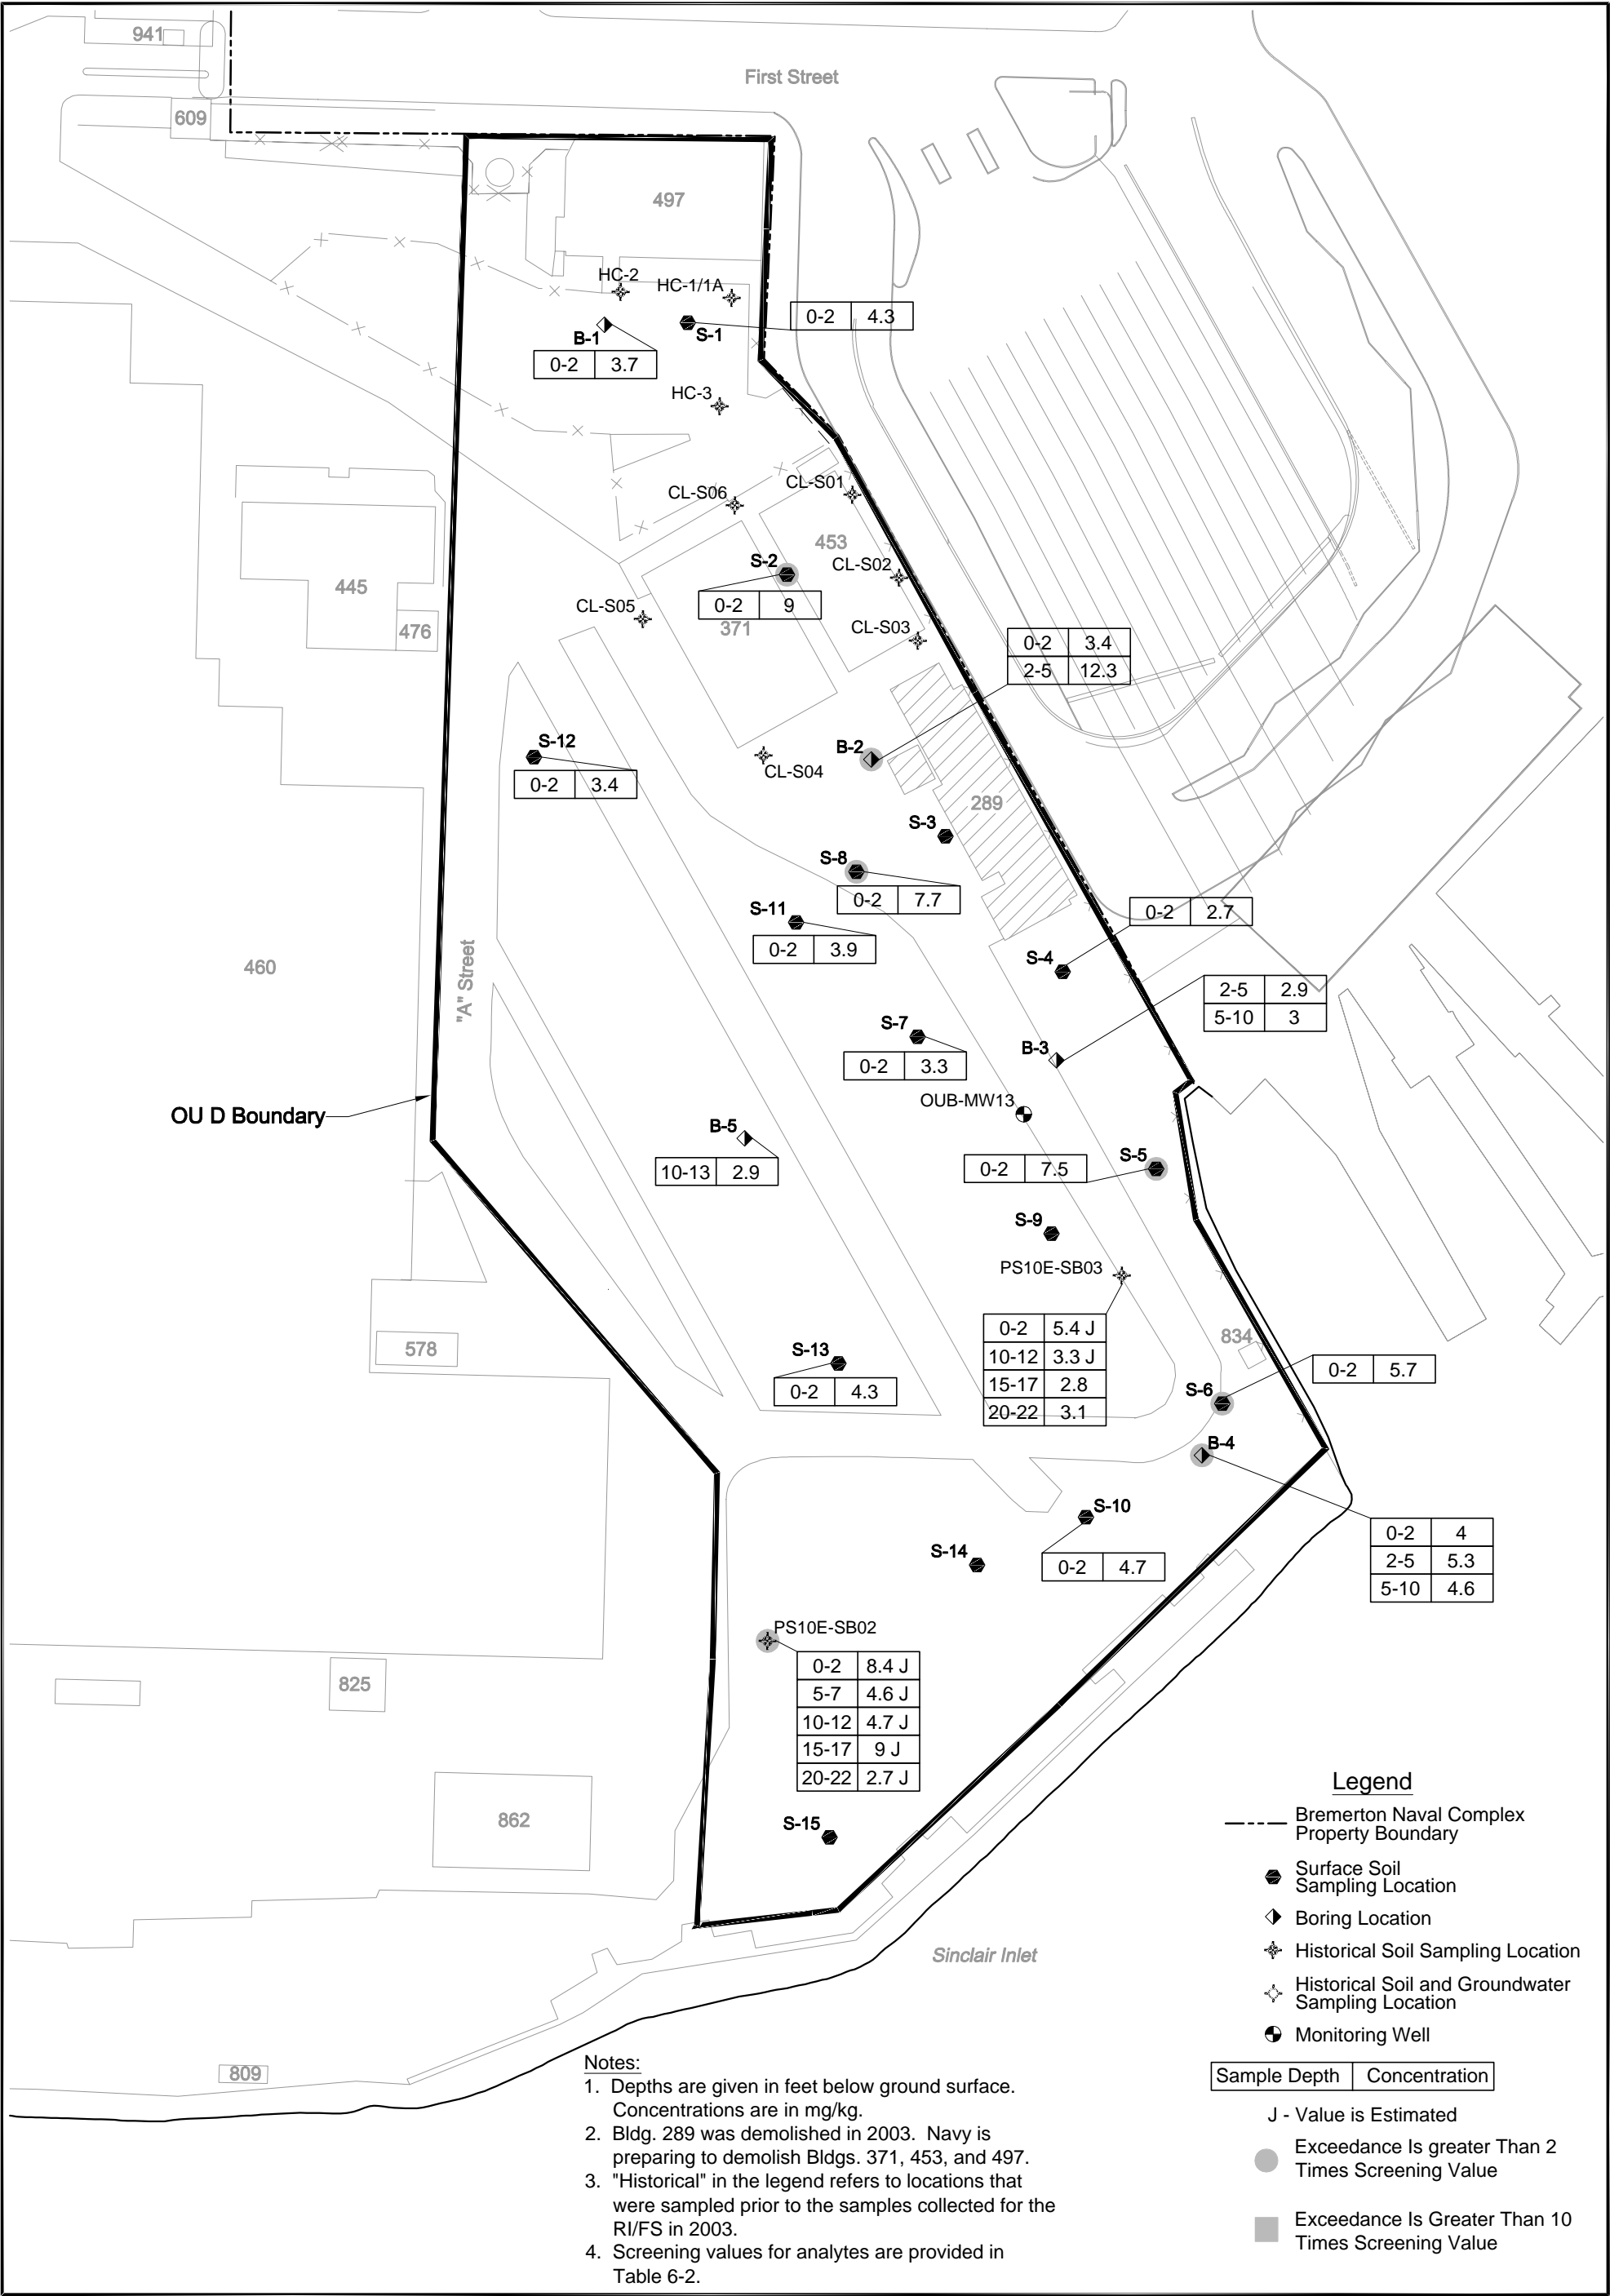 941
First Street
609
497
HC-2
HC-1/1A
0-2 4.3
B-1
S-1
0-2 3.7
HC-3
CL-S06
CL-S01
453
S-2
CL-S02
445
0-2 9
CL-S05
476
371
CL-S03
0-2 3.4
2-5 12.3
S-12
B-2
CL-S04
0-2 3.4
289
S-3
S-8
0-2 7.7
S-11
0-2 2.7
0-2 3.9
S-4
460
"A" Street
2-5 2.9
5-10 3
S-7
B-3
0-2 3.3
OUB-MW13
OU D Boundary
B-5
S-5
10-13 2.9
0-2 7.5
S-9
PS10E-SB03
0-2 5.4 J
10-12 3.3 J
15-17 2.8
20-22 3.1
834
578
S-13
0-2 4.3
0-2 5.7
S-6
B-4
S-10
0-2 4
2-5 5.3
5-10 4.6
S-14
0-2 4.7
PS10E-SB02
0-2 8.4 J
5-7 4.6 J
10-12 4.7 J
15-17 9 J
20-22 2.7 J
825
862
S-15
Sinclair Inlet
809
Legend
Bremerton Naval Complex
Property Boundary
Surface Soil
Sampling Location
Boring Location
Historical Soil Sampling Location
Historical Soil and Groundwater
Sampling Location
Monitoring Well
Sample Depth Concentration
J - Value is Estimated
Exceedance Is greater Than 2
Times Screening Value
Exceedance Is Greater Than 10
Times Screening Value
Notes:
1. Depths are given in feet below ground surface.
Concentrations are in mg/kg.
2. Bldg. 289 was demolished in 2003. Navy is
preparing to demolish Bldgs. 371, 453, and 497.
3. "Historical" in the legend refers to locations that
were sampled prior to the samples collected for the
RI/FS in 2003.
4. Screening values for analytes are provided in
Table 6-2.